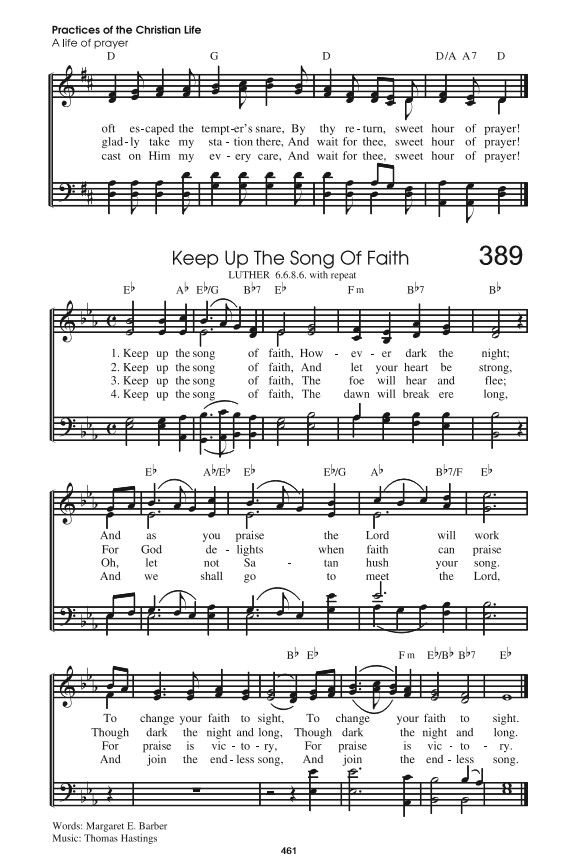 Practices of the Christian Life
A life of prayer
D G D D/A A7 D
oft es-caped the tempt-er's snare, By thy re-turn, sweet hour of prayer!
glad-ly take my sta-tion there, And wait for thee, sweet hour of prayer!
cast on Him my ev-ery care, And wait for thee, sweet hour of prayer!
Keep Up The Song Of Faith 389
LUTHER 6.6.8.6. with repeat
E♭ A♭ E♭/G B♭7 E♭ Fm B♭7 B♭
1. Keep up the song of faith, How - ev - er dark the night;
2. Keep up the song of faith, And let your heart be strong,
3. Keep up the song of faith, The foe will hear and flee;
4. Keep up the song of faith, The dawn will break ere long,
E♭ A♭/E♭ E♭ E♭/G A♭ B♭7/F E♭
And as you praise the Lord will work
For God de - lights when faith can praise
Oh, let not Sa - tan hush your song.
And we shall go to meet the Lord,
B♭ E♭ Fm E♭/B♭ B♭7 E♭
To change your faith to sight, To change your faith to sight.
Though dark the night and long, Though dark the night and long.
For praise is vic - to - ry, For praise is vic - to - ry.
And join the end - less song, And join the end - less song.
Words: Margaret E. Barber
Music: Thomas Hastings
461